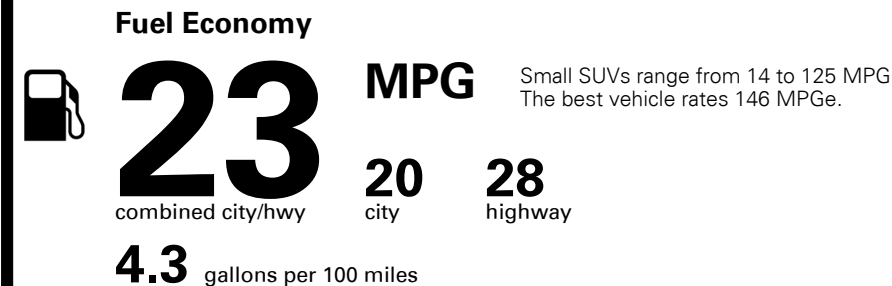 Fuel Economy
23 MPG
Small SUVs range from 14 to 125 MPG
The best vehicle rates 146 MPGe.
combined city/hwy
20 city
28 highway
4.3 gallons per 100 miles